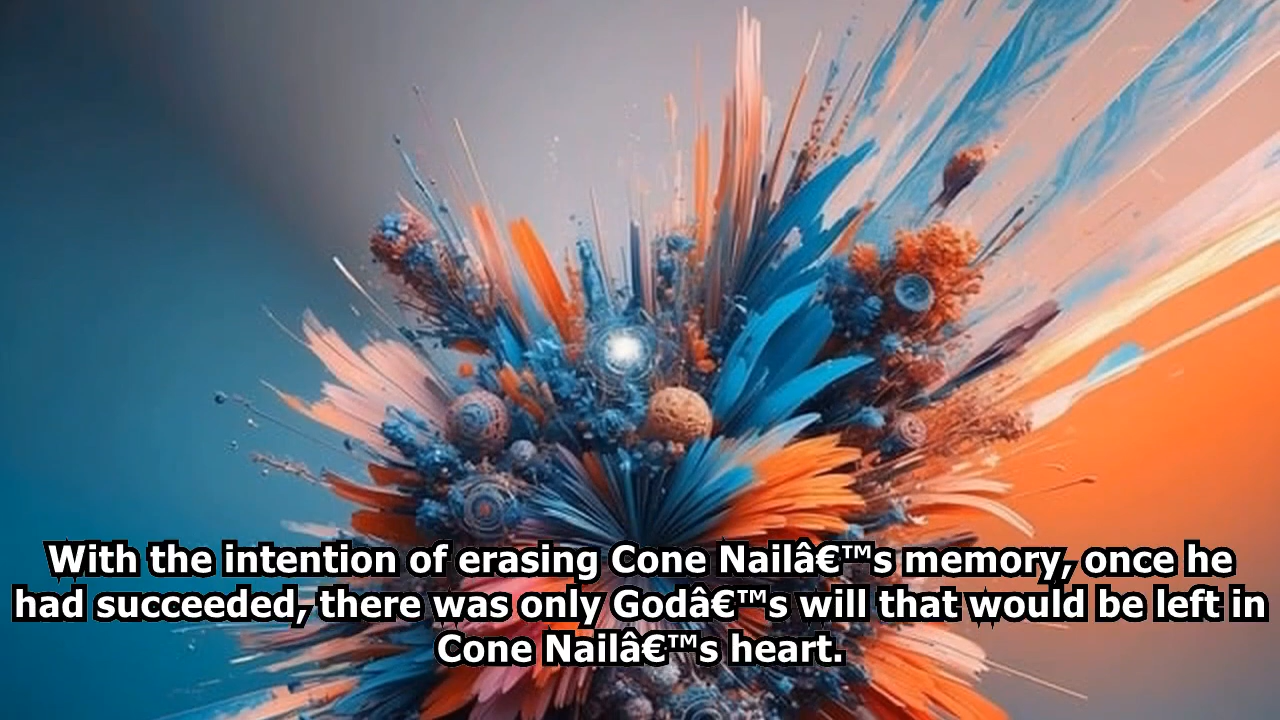 With the intention of erasing Cone Nailâ€™s memory, once he
had succeeded, there was only Godâ€™s will that would be left in
Cone Nailâ€™s heart.